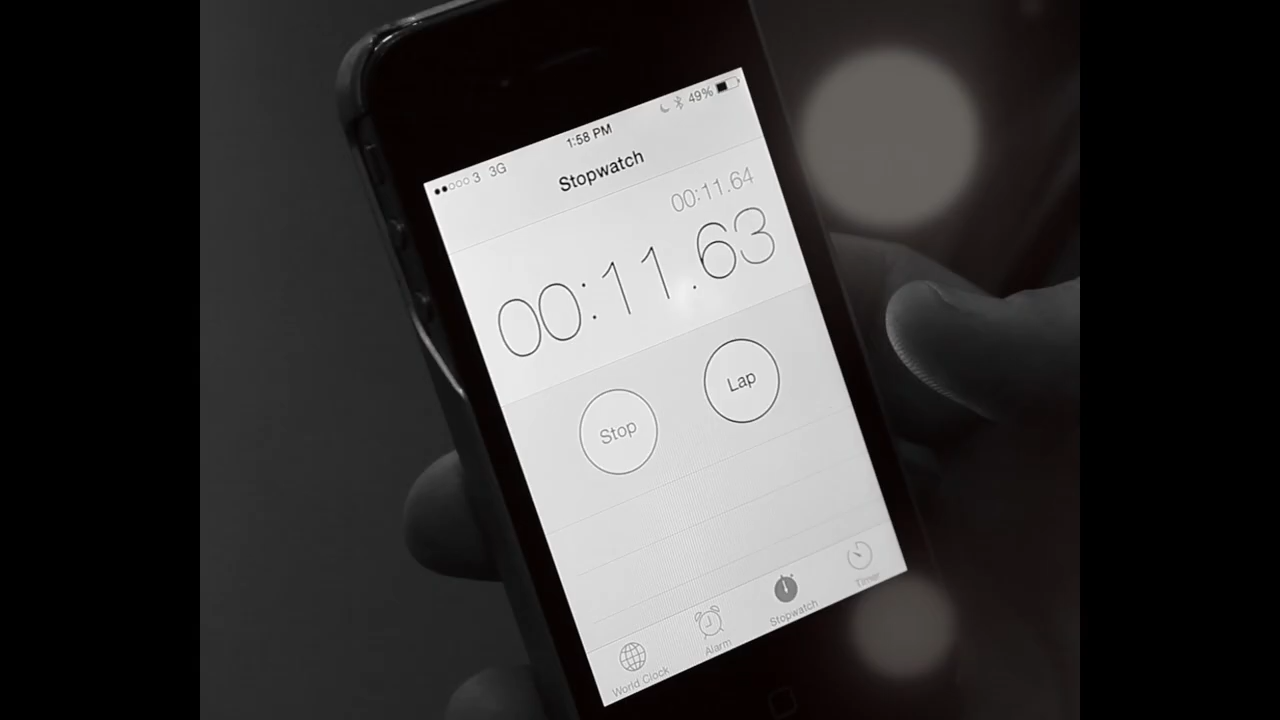 3 3G 1:58 PM 49%
Stopwatch
00:11.64
00:11.63
Stop Lap
World Clock Alarm Stopwatch Timer